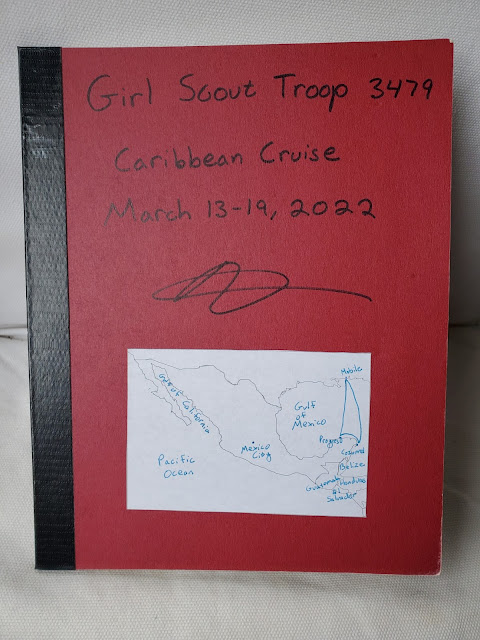 Girl Scout Troop 3479
Caribbean Cruise
March 13-19, 2022
Mobile
Gulf of California
Gulf
of
Mexico
Mexico
City
Progreso
Cozumel
Pacific
Ocean
Belize
Guatemala
Honduras
El
Salvador